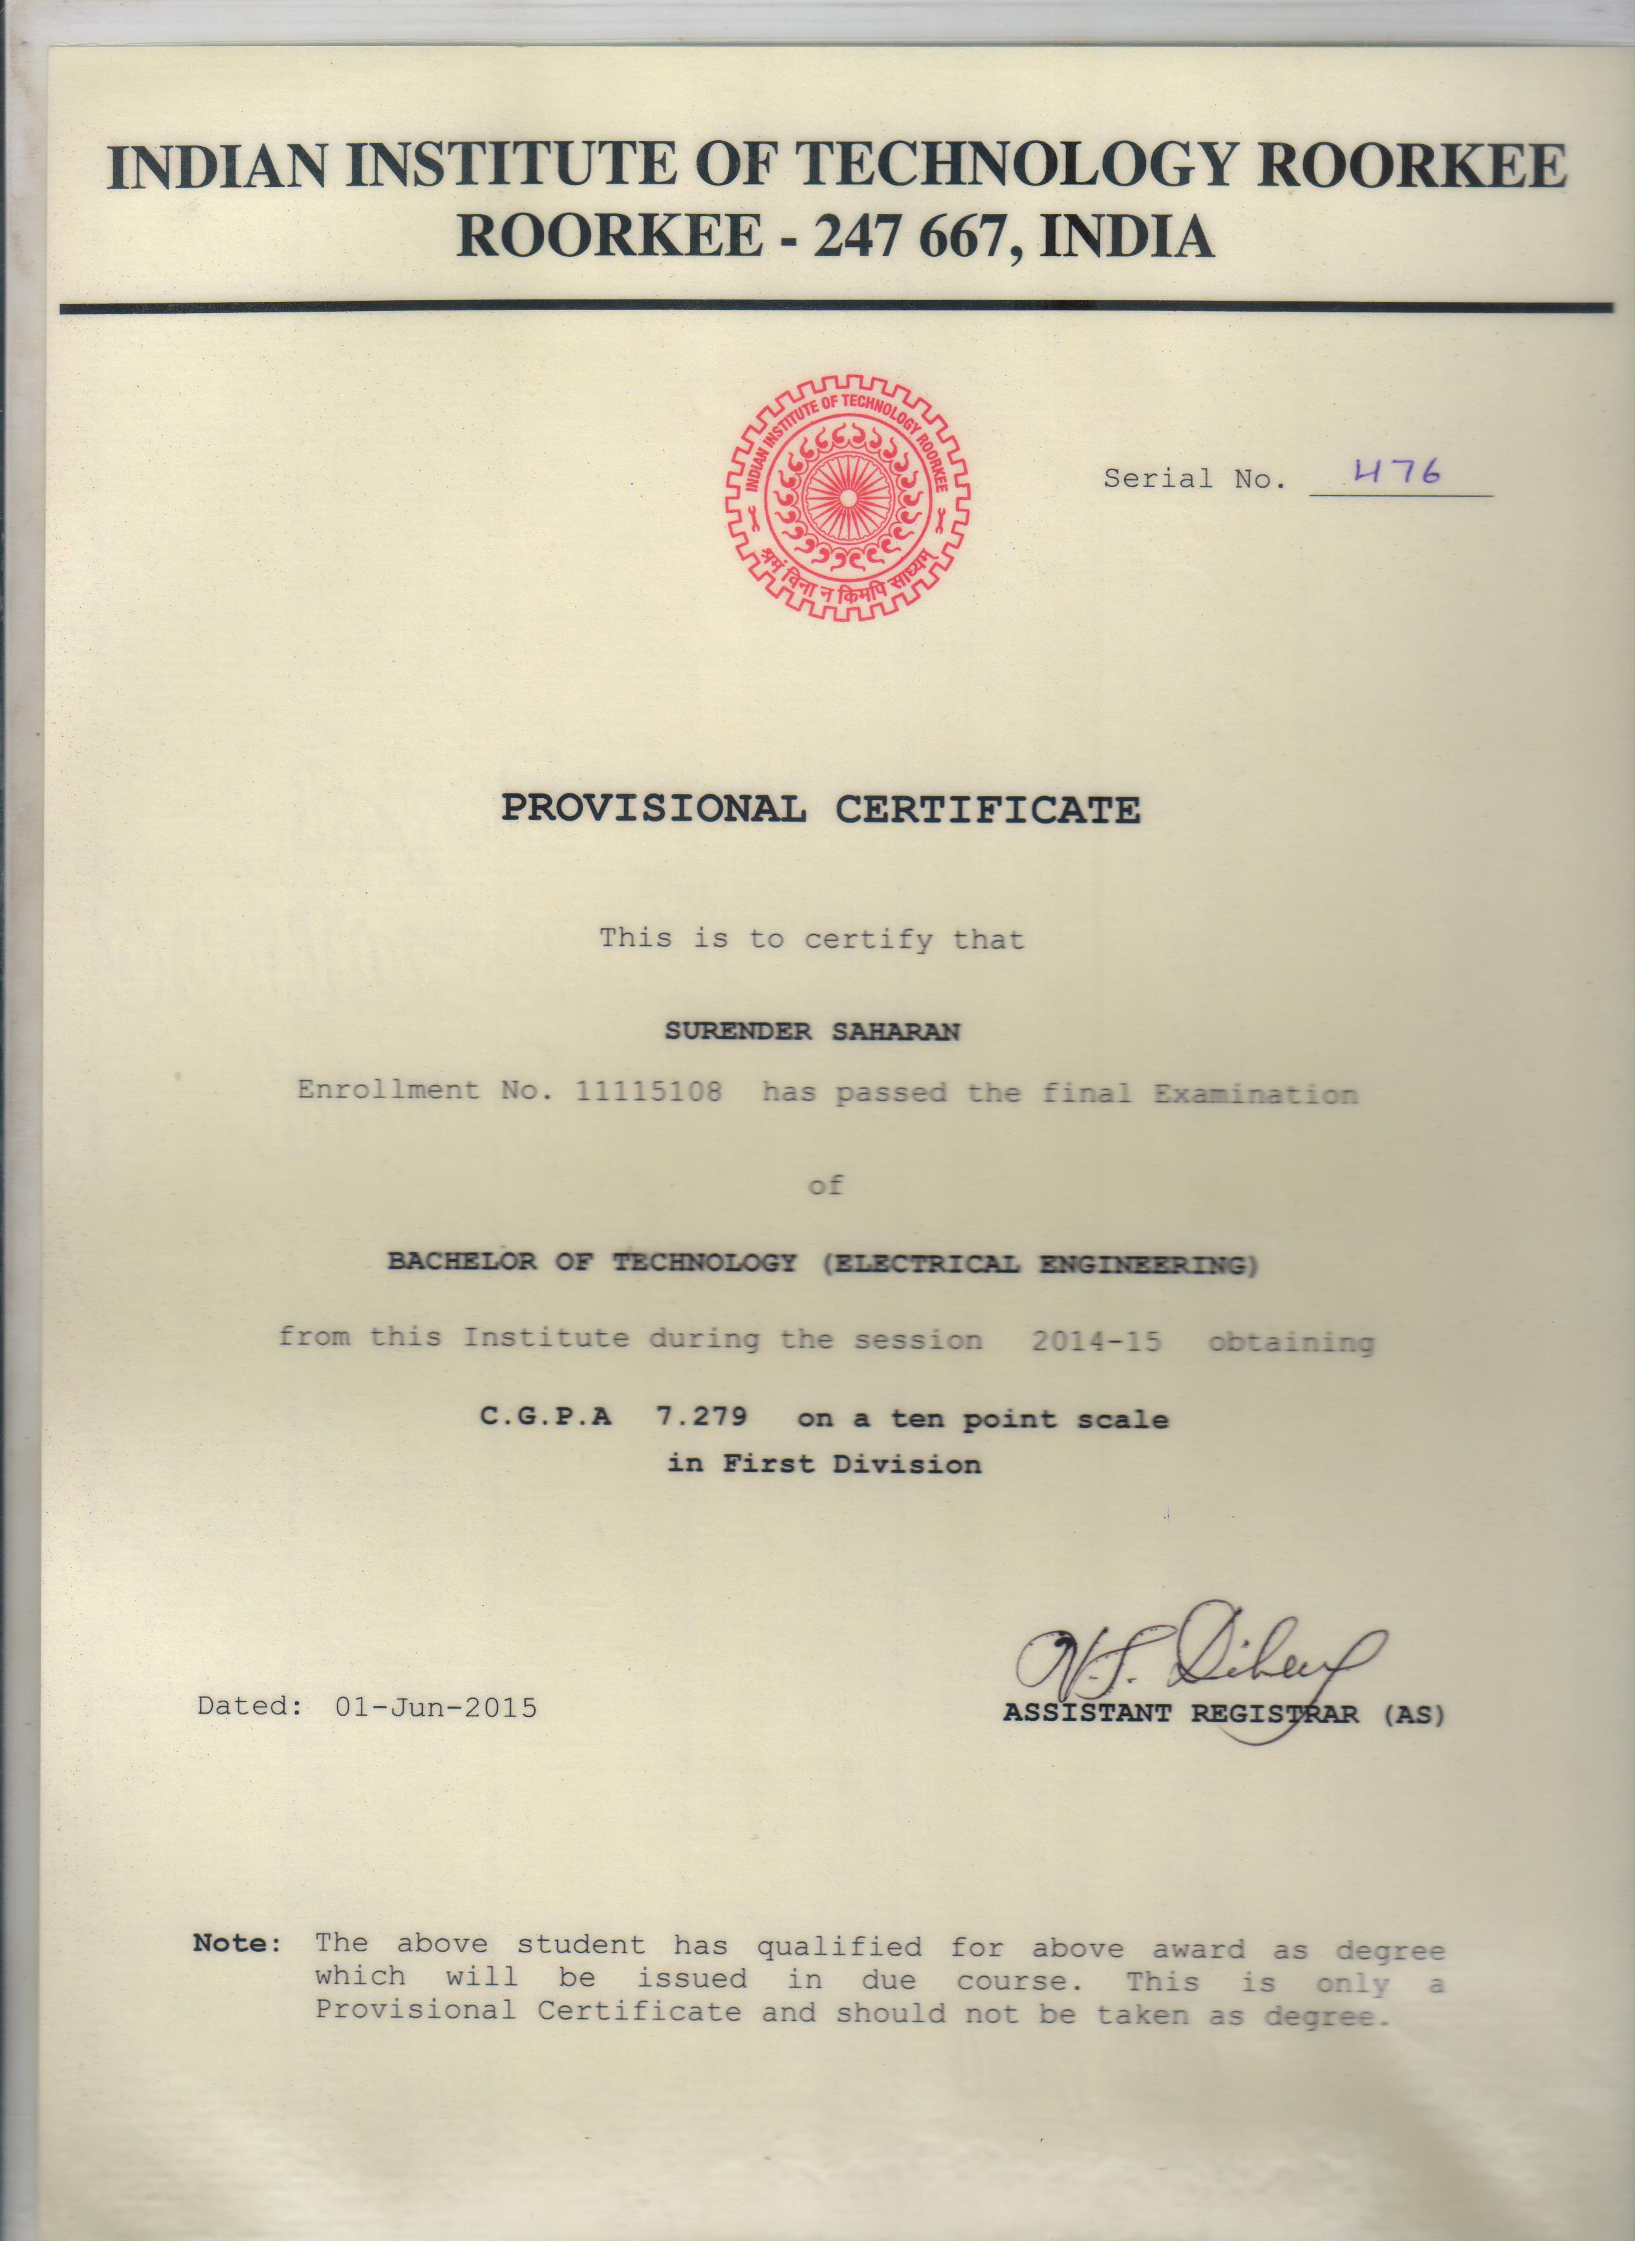 INDIAN INSTITUTE OF TECHNOLOGY ROORKEE
ROORKEE - 247 667, INDIA
INDIAN INSTITUTE OF TECHNOLOGY ROORKEE
श्रमं विना न किमपि साध्यम्
Serial No. 476
PROVISIONAL CERTIFICATE
This is to certify that
SURENDER SAHARAN
Enrollment No. 11115108 has passed the final Examination
of
BACHELOR OF TECHNOLOGY (ELECTRICAL ENGINEERING)
from this Institute during the session 2014-15 obtaining
C.G.P.A 7.279 on a ten point scale
in First Division
Dated: 01-Jun-2015
ASSISTANT REGISTRAR (AS)
Note: The above student has qualified for above award as degree
which will be issued in due course. This is only a
Provisional Certificate and should not be taken as degree.